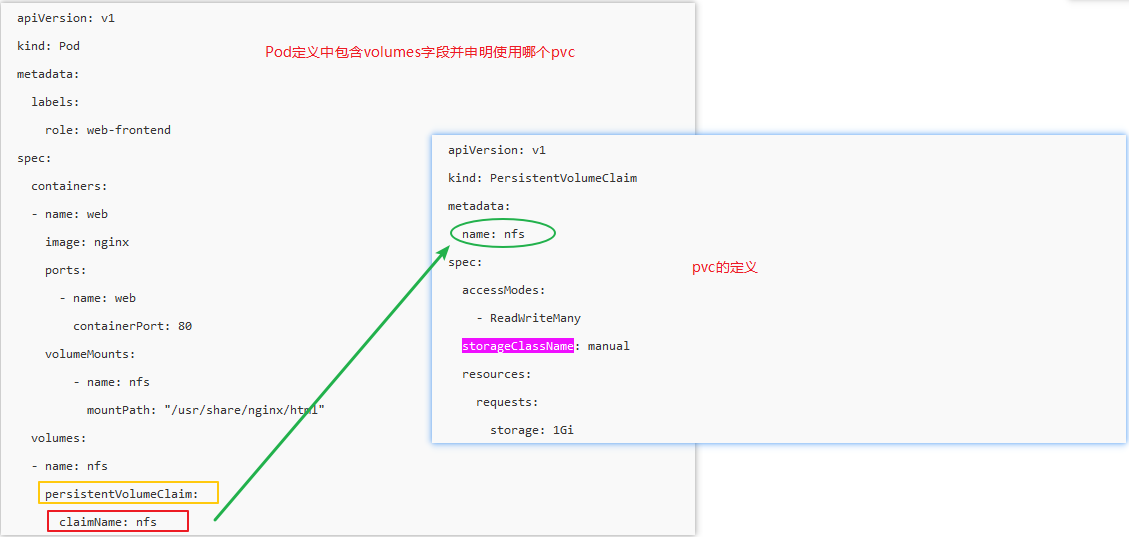 apiVersion: v1
kind: Pod
Pod定义中包含volumes字段并申明使用哪个pvc
metadata:
  labels:
    role: web-frontend
spec:
  containers:
  - name: web
    image: nginx
    ports:
      - name: web
        containerPort: 80
    volumeMounts:
        - name: nfs
          mountPath: "/usr/share/nginx/html"
  volumes:
  - name: nfs
    persistentVolumeClaim:
      claimName: nfs
apiVersion: v1
kind: PersistentVolumeClaim
metadata:
  name: nfs
spec:
pvc的定义
  accessModes:
    - ReadWriteMany
  storageClassName: manual
  resources:
    requests:
      storage: 1Gi